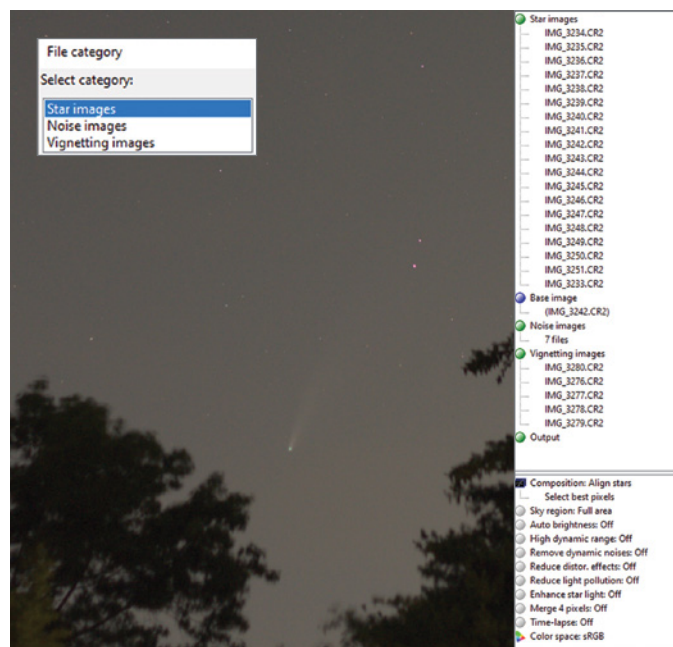 File category
Select category:
Star images
Noise images
Vignetting images
Star images
IMG_3234.CR2
IMG_3235.CR2
IMG_3236.CR2
IMG_3237.CR2
IMG_3238.CR2
IMG_3239.CR2
IMG_3240.CR2
IMG_3241.CR2
IMG_3242.CR2
IMG_3243.CR2
IMG_3244.CR2
IMG_3245.CR2
IMG_3246.CR2
IMG_3247.CR2
IMG_3248.CR2
IMG_3249.CR2
IMG_3250.CR2
IMG_3251.CR2
IMG_3233.CR2
Base image
(IMG_3242.CR2)
Noise images
7 files
Vignetting images
IMG_3280.CR2
IMG_3276.CR2
IMG_3277.CR2
IMG_3278.CR2
IMG_3279.CR2
Output
Composition: Align stars
Select best pixels
Sky region: Full area
Auto brightness: Off
High dynamic range: Off
Remove dynamic noises: Off
Reduce distor. effects: Off
Reduce light pollution: Off
Enhance star light: Off
Merge 4 pixels: Off
Time-lapse: Off
Color space: sRGB